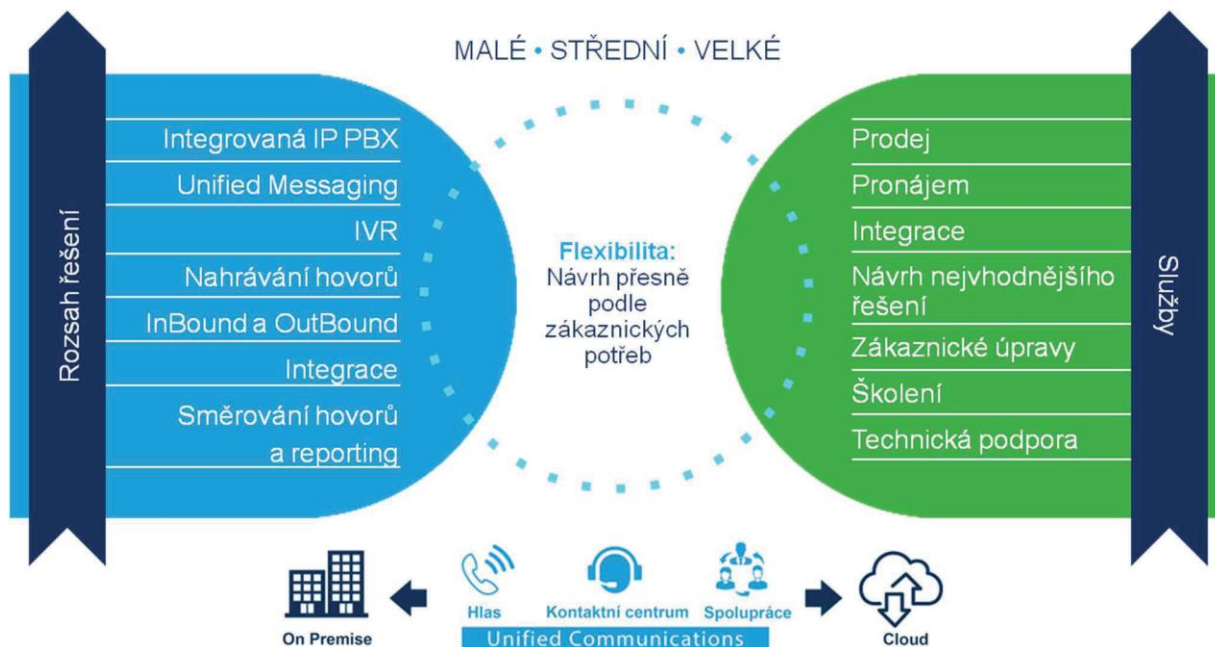 MALÉ • STŘEDNÍ • VELKÉ
Rozsah řešení
Integrovaná IP PBX
Unified Messaging
IVR
Nahrávání hovorů
InBound a OutBound
Integrace
Směrování hovorů
a reporting
Flexibilita:
Návrh přesně
podle
zákaznických
potřeb
Prodej
Pronájem
Integrace
Návrh nejvhodnějšího
řešení
Zákaznické úpravy
Školení
Technická podpora
Služby
On Premise
Hlas
Kontaktní centrum
Spolupráce
Unified Communications
Cloud